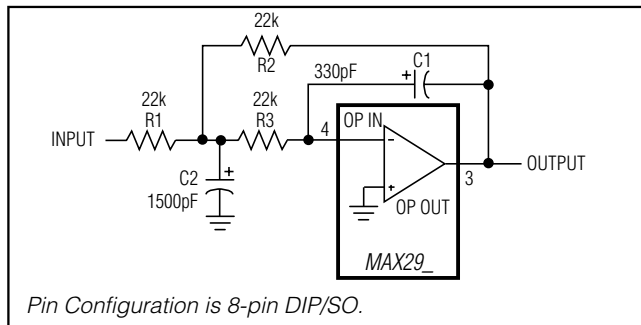 22k
R2
330pF
C1
+
22k
R1
22k
R3
4
OP IN
INPUT
–
OUTPUT
C2
+
1500pF
+
3
OP OUT
MAX29_
Pin Configuration is 8-pin DIP/SO.